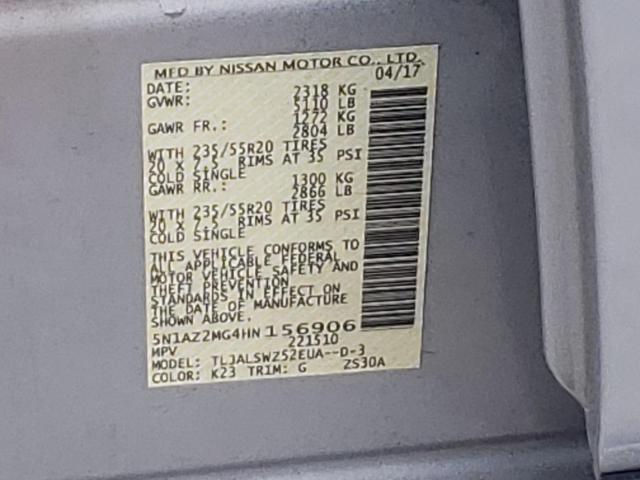 MFD BY NISSAN MOTOR CO., LTD.
DATE: 04/17
GVWR: 2318 KG
5110 LB
GAWR FR.: 1272 KG
2804 LB
WITH 235/55R20 TIRES
20 X 7.5 RIMS AT 35 PSI
COLD SINGLE
GAWR RR.: 1300 KG
2866 LB
WITH 235/55R20 TIRES
20 X 7.5 RIMS AT 35 PSI
COLD SINGLE
THIS VEHICLE CONFORMS TO
ALL APPLICABLE FEDERAL
MOTOR VEHICLE SAFETY AND
THEFT PREVENTION
STANDARDS IN EFFECT ON
THE DATE OF MANUFACTURE
SHOWN ABOVE.
5N1AZ2MG4HN156906
MPV 221510
MODEL: TLJALSWZ52EUA--D-3
COLOR: K23 TRIM: G ZS30A